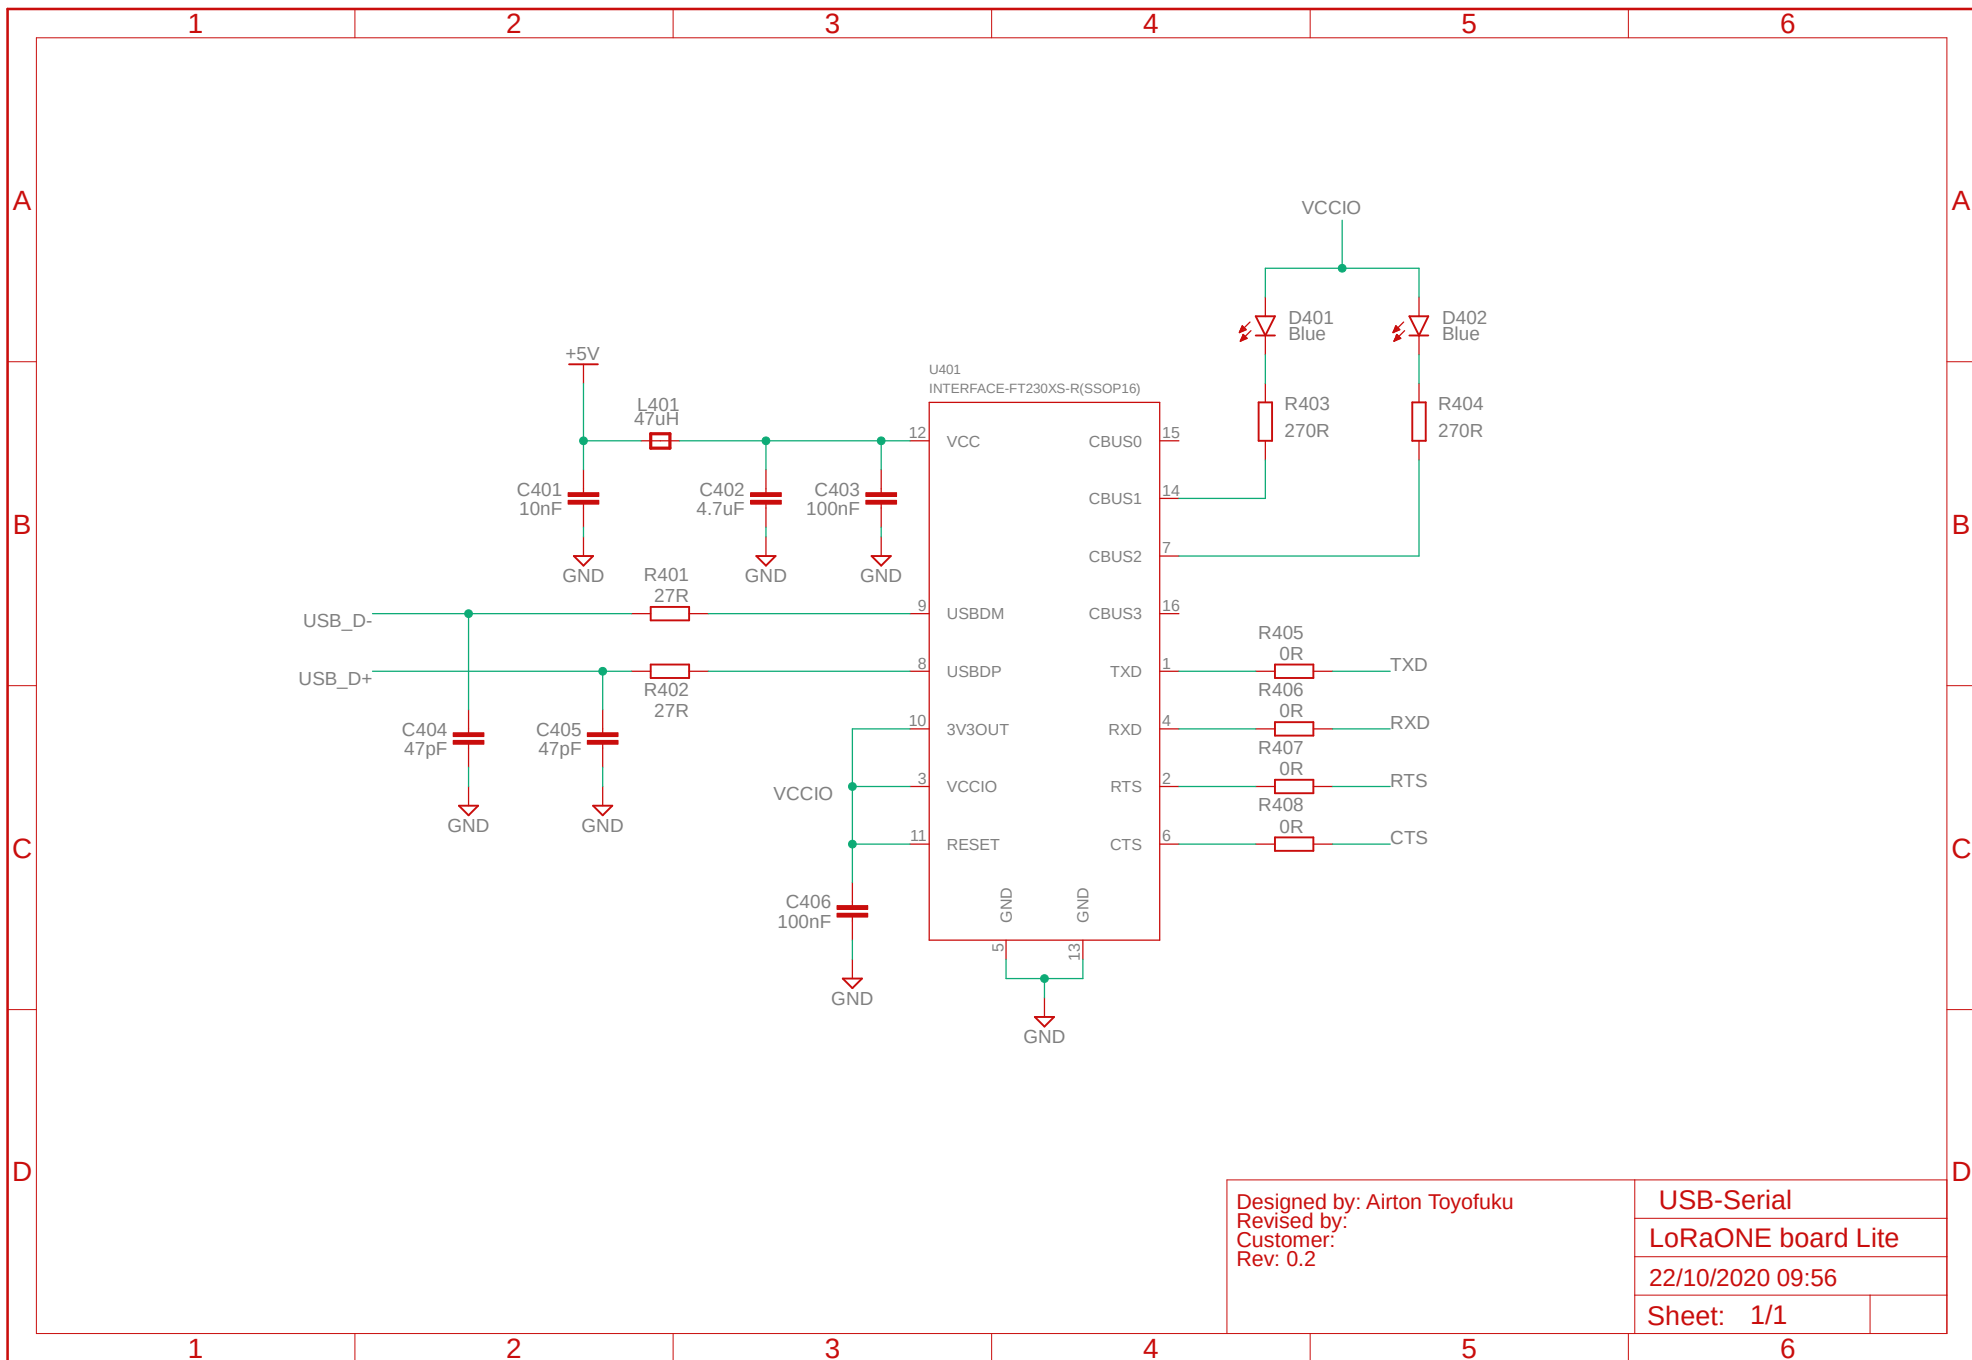 1 2 3 4 5 6
A A
VCCIO
D401
Blue
D402
Blue
+5V
U401
INTERFACE-FT230XS-R(SSOP16)
L401
47uH
R403
270R
R404
270R
12 VCC
CBUS0 15
C401
10nF
C402
4.7uF
C403
100nF
CBUS1 14
B B
CBUS2 7
GND GND GND
R401
27R
USB_D-
9 USBDM
CBUS3 16
R405
0R
USB_D+
8 USBDP
TXD 1
TXD
R402
27R
R406
0R
C404
47pF
C405
47pF
10 3V3OUT
RXD 4
RXD
R407
0R
VCCIO
3 VCCIO
RTS 2
RTS
R408
0R
GND GND
11 RESET
CTS 6
CTS
C C
C406
100nF
GND GND
5 13
GND
GND
D D
Designed by: Airton Toyofuku
Revised by:
Customer:
Rev: 0.2
USB-Serial
LoRaONE board Lite
22/10/2020 09:56
Sheet: 1/1
1 2 3 4 5 6